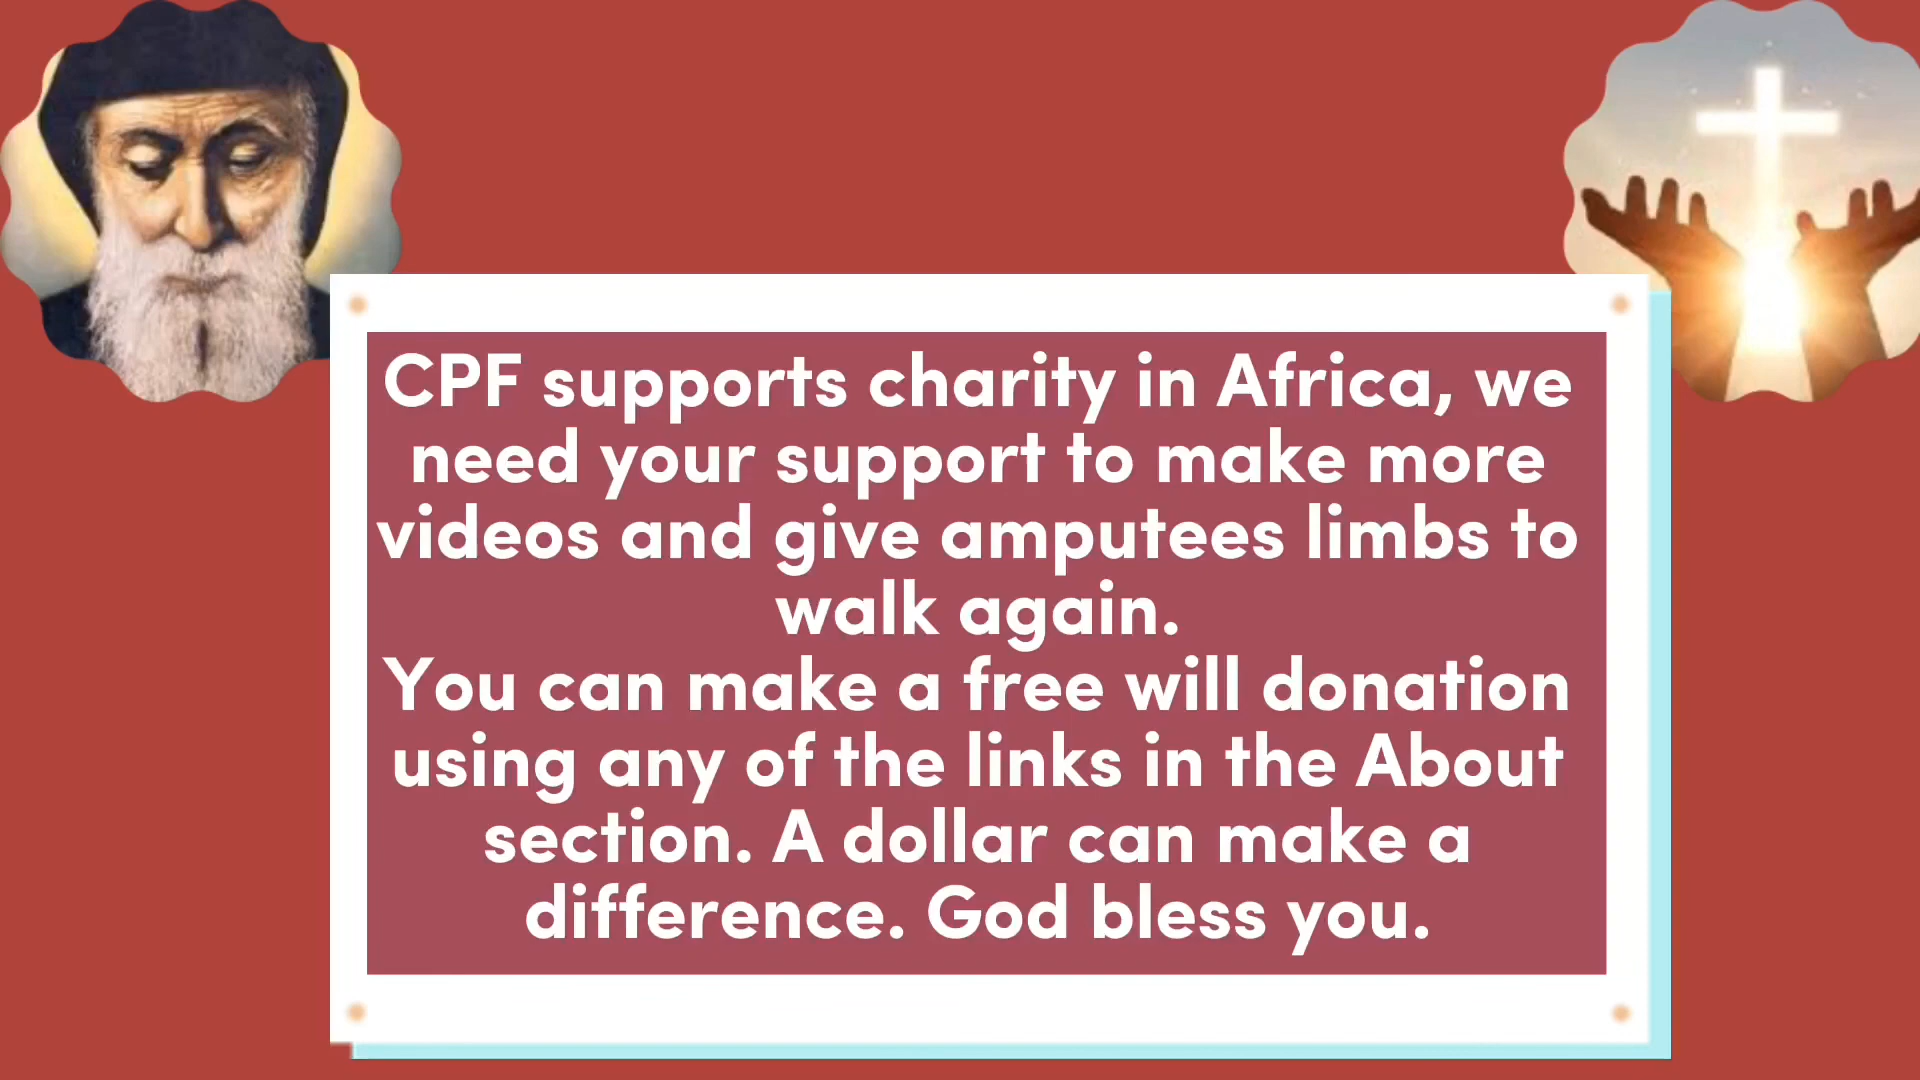 CPF supports charity in Africa, we
need your support to make more
videos and give amputees limbs to
walk again.
You can make a free will donation
using any of the links in the About
section. A dollar can make a
difference. God bless you.